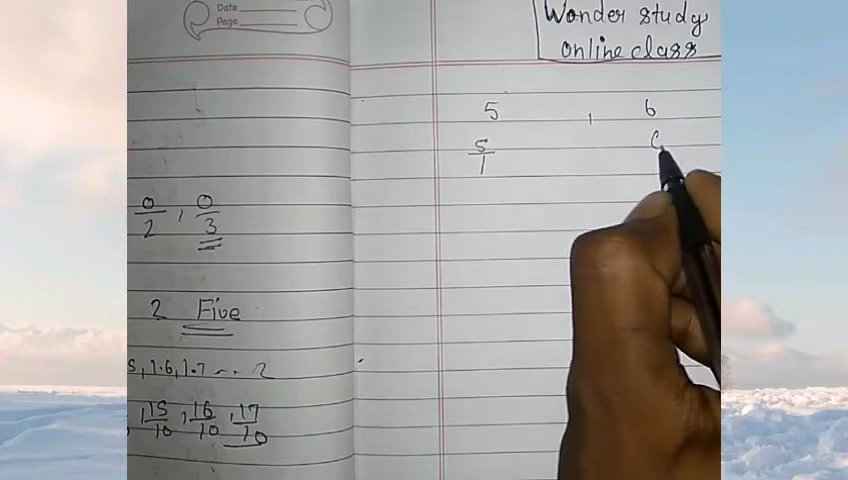 Date
Page
0/2 , 0/3
2 Five
5, 1.6, 1.7 - - - 2
, 15/10 , 16/10 , 17/10
Wonder study
online class
5 , 6
5/1